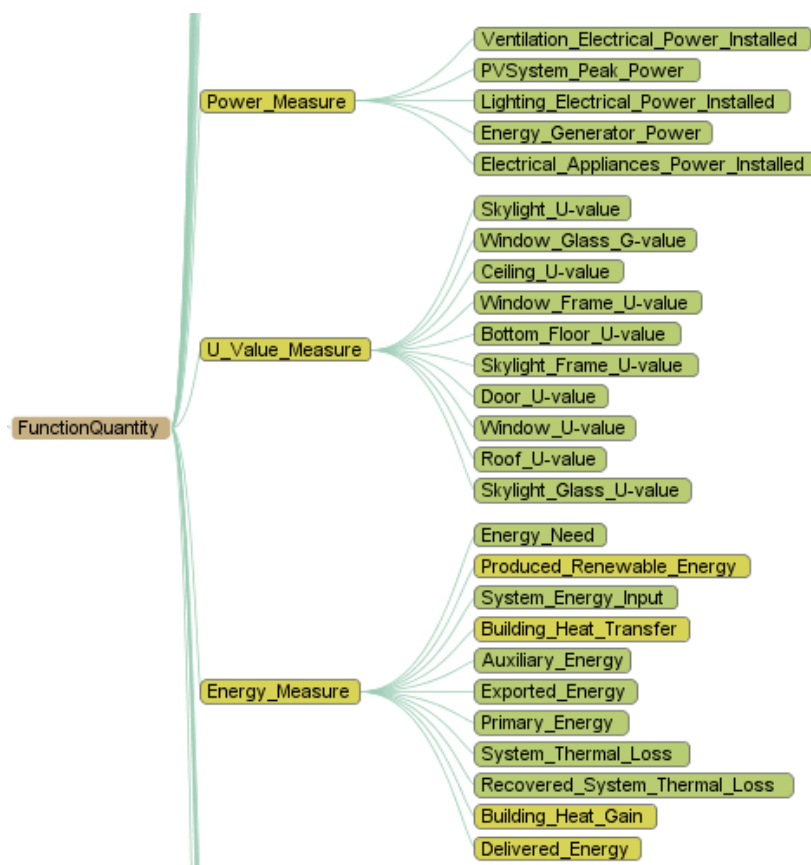 Ventilation_Electrical_Power_Installed
PVSystem_Peak_Power
Power_Measure
Lighting_Electrical_Power_Installed
Energy_Generator_Power
Electrical_Appliances_Power_Installed
Skylight_U-value
Window_Glass_G-value
Ceiling_U-value
Window_Frame_U-value
Bottom_Floor_U-value
U_Value_Measure
Skylight_Frame_U-value
Door_U-value
FunctionQuantity
Window_U-value
Roof_U-value
Skylight_Glass_U-value
Energy_Need
Produced_Renewable_Energy
System_Energy_Input
Building_Heat_Transfer
Auxiliary_Energy
Energy_Measure
Exported_Energy
Primary_Energy
System_Thermal_Loss
Recovered_System_Thermal_Loss
Building_Heat_Gain
Delivered_Energy